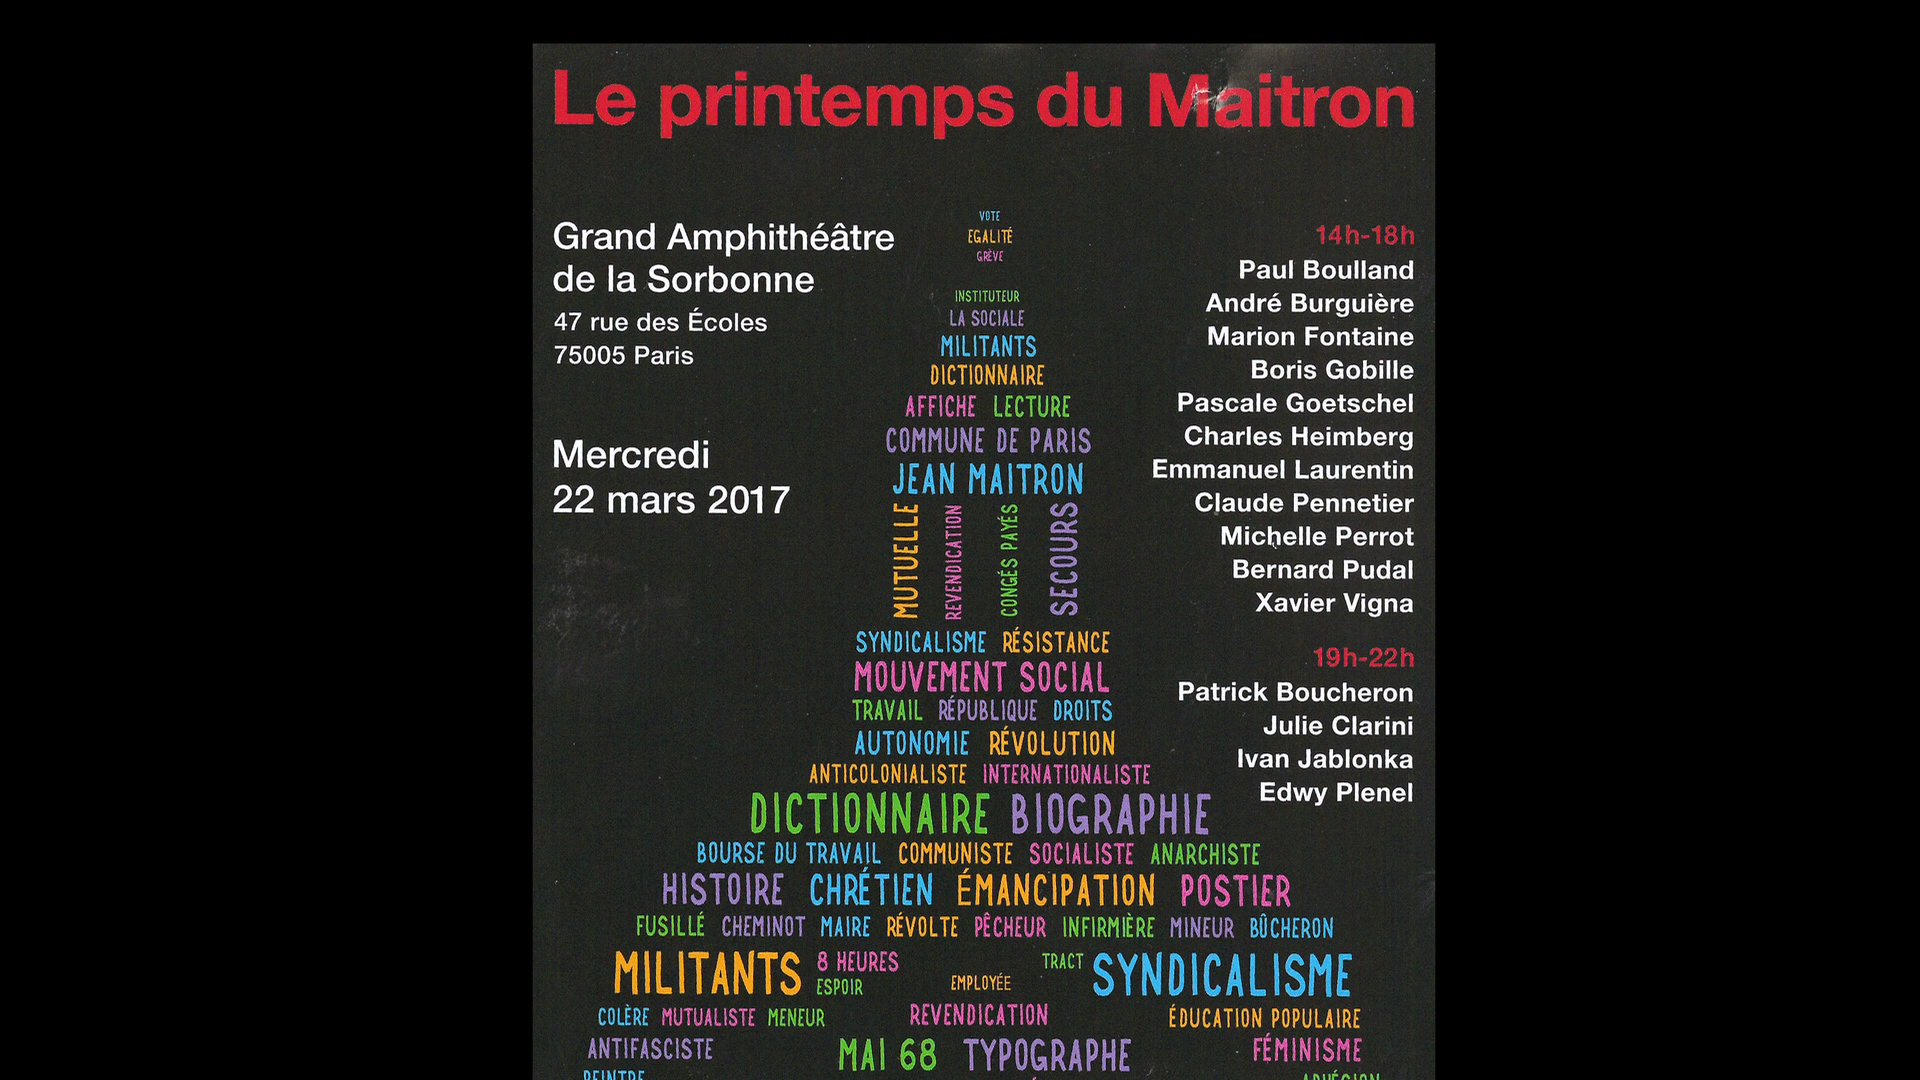 Le printemps du Maitron
Grand Amphithéâtre
de la Sorbonne
47 rue des Écoles
75005 Paris
Mercredi
22 mars 2017
VOTE
EGALITÉ
GRÈVE
INSTITUTEUR
LA SOCIALE
MILITANTS
DICTIONNAIRE
AFFICHE LECTURE
COMMUNE DE PARIS
JEAN MAITRON
MUTUELLE
REVENDICATION
CONGÈS PAYÉS
SECOURS
SYNDICALISME RÉSISTANCE
MOUVEMENT SOCIAL
TRAVAIL RÉPUBLIQUE DROITS
AUTONOMIE RÉVOLUTION
ANTICOLONIALISTE INTERNATIONALISTE
DICTIONNAIRE BIOGRAPHIE
BOURSE DU TRAVAIL COMMUNISTE SOCIALISTE ANARCHISTE
HISTOIRE CHRÉTIEN ÉMANCIPATION POSTIER
FUSILLÉ CHEMINOT MAIRE RÉVOLTE PÊCHEUR INFIRMIÈRE MINEUR BÛCHERON
MILITANTS 8 HEURES TRACT SYNDICALISME
ESPOIR EMPLOYÉE
COLÈRE MUTUALISTE MENEUR REVENDICATION ÉDUCATION POPULAIRE
ANTIFASCISTE MAI 68 TYPOGRAPHE FÉMINISME
PEINTRE
14h-18h
Paul Boulland
André Burguière
Marion Fontaine
Boris Gobille
Pascale Goetschel
Charles Heimberg
Emmanuel Laurentin
Claude Pennetier
Michelle Perrot
Bernard Pudal
Xavier Vigna
19h-22h
Patrick Boucheron
Julie Clarini
Ivan Jablonka
Edwy Plenel